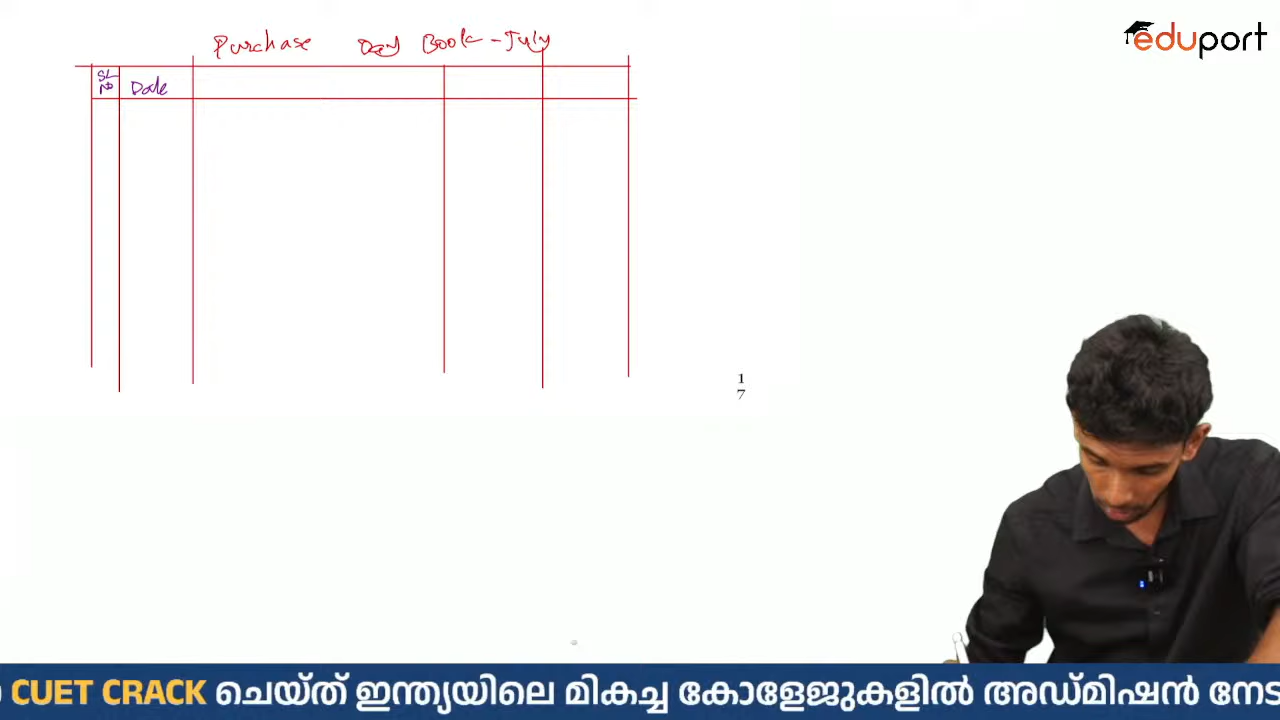 Purchase Day Book - July
eduport
SL
No
Date
1
7
CUET CRACK ചെയ്ത് ഇന്ത്യയിലെ മികച്ച കോളേജുകളിൽ അഡ്മിഷൻ നേട